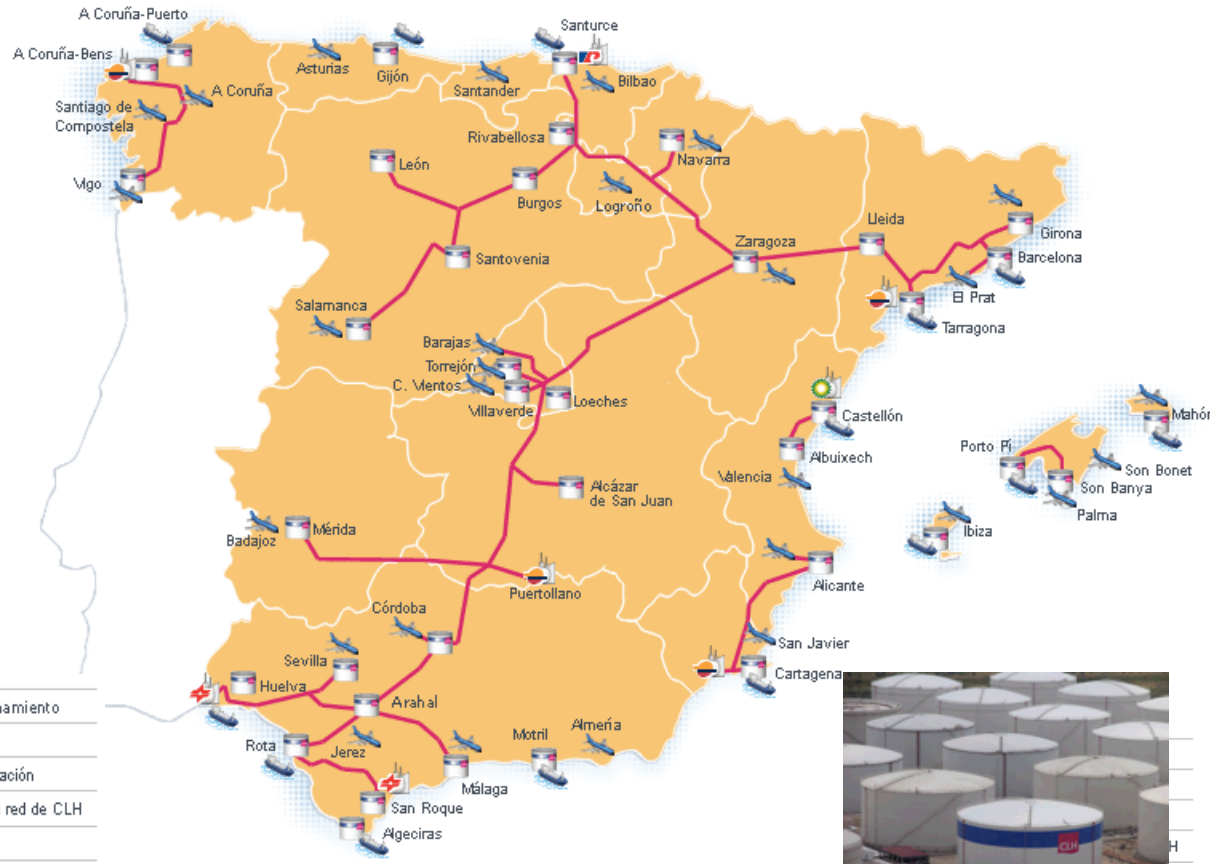 A Coruña-Puerto
Santurce
A Coruña-Bens
Asturias
Gijón
Santander
Bilbao
A Coruña
Santiago de
Compostela
Rivabellosa
Navarra
León
Vigo
Burgos
Logroño
Lleida
Girona
Zaragoza
Santovenia
Barcelona
El Prat
Salamanca
Tarragona
Barajas
Torrejón
C. Vientos
Villaverde
Loeches
Castellón
Mahón
Porto Pí
Albuixech
Son Bonet
Valencia
Alcázar
de San Juan
Son Banya
Palma
Mérida
Badajoz
Ibiza
Puertollano
Alicante
Córdoba
San Javier
Sevilla
Cartagena
Huelva
Arahal
namiento
Almería
Motril
Rota
Jerez
ación
Málaga
San Roque
red de CLH
Algeciras
CLH
H